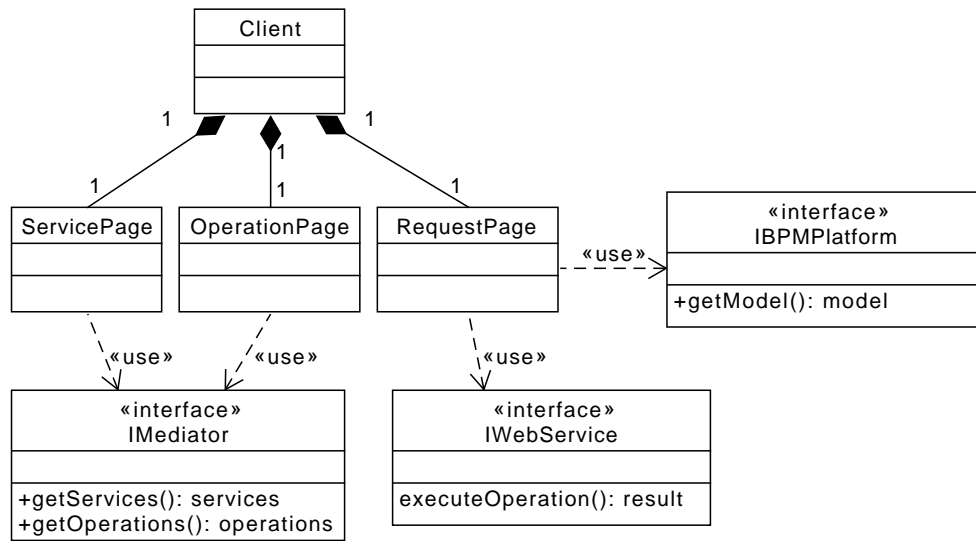 Client
1
1
1
1
1
1
ServicePage
OperationPage
RequestPage
«interface»
IBPMPlatform
«use»
+getModel(): model
«use»
«use»
«use»
«interface»
IMediator
«interface»
IWebService
+getServices(): services
+getOperations(): operations
executeOperation(): result